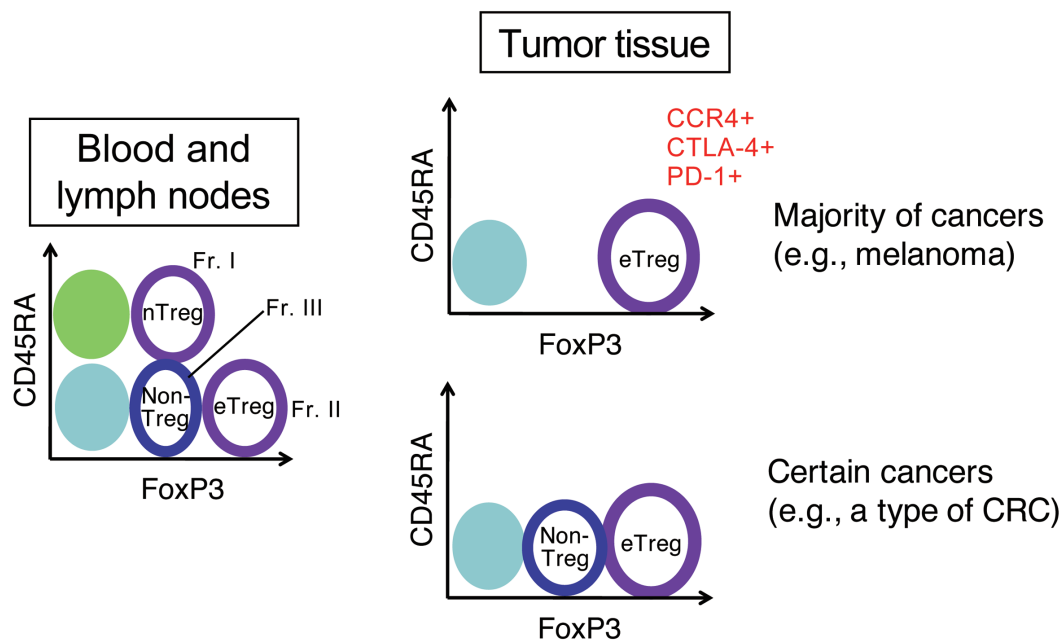 Tumor tissue
Blood and
lymph nodes
CD45RA
Fr. I
nTreg
Fr. III
Non-
Treg
eTreg
Fr. II
FoxP3
CD45RA
CCR4+
CTLA-4+
PD-1+
eTreg
FoxP3
Majority of cancers
(e.g., melanoma)
CD45RA
Non-
Treg
eTreg
FoxP3
Certain cancers
(e.g., a type of CRC)